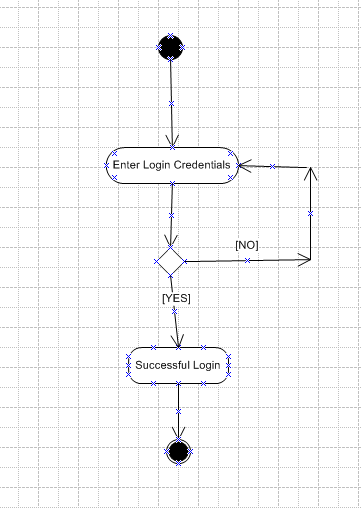 Enter Login Credentials
[NO]
[YES]
Successful Login